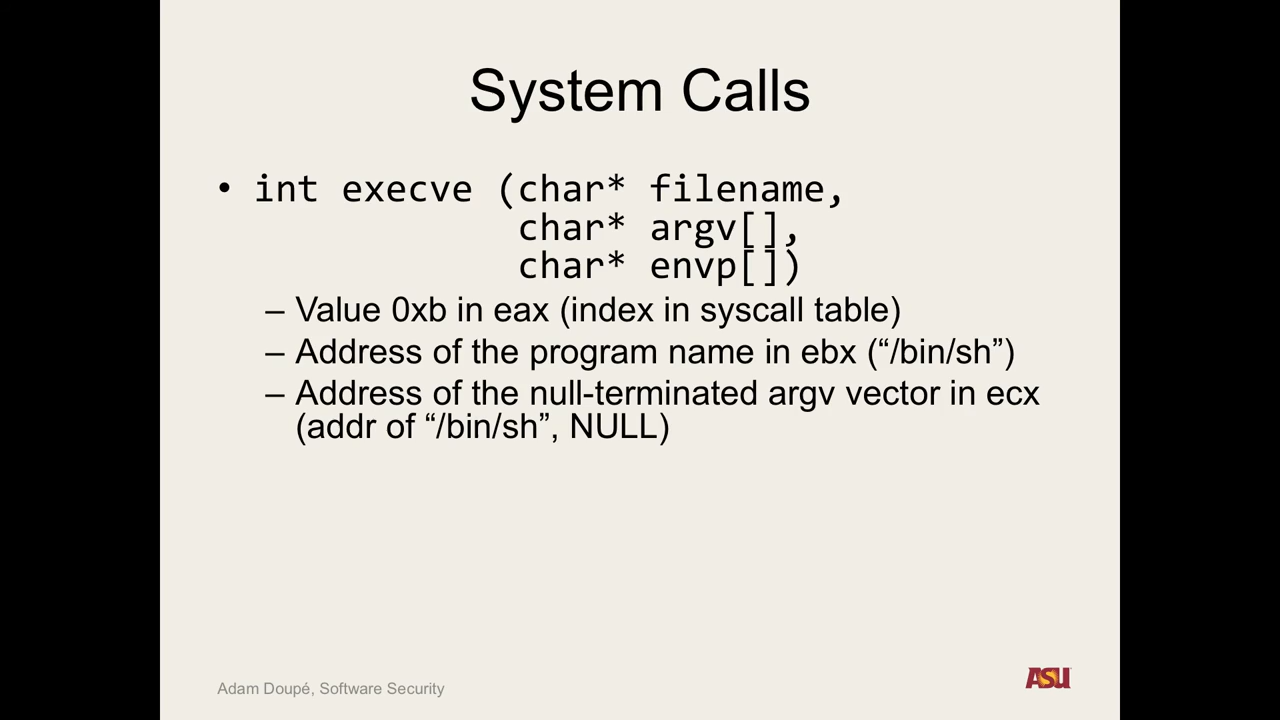 System Calls
• int execve (char* filename,
char* argv[],
char* envp[])
– Value 0xb in eax (index in syscall table)
– Address of the program name in ebx (“/bin/sh”)
– Address of the null-terminated argv vector in ecx
(addr of “/bin/sh”, NULL)
Adam Doupé, Software Security
ASU